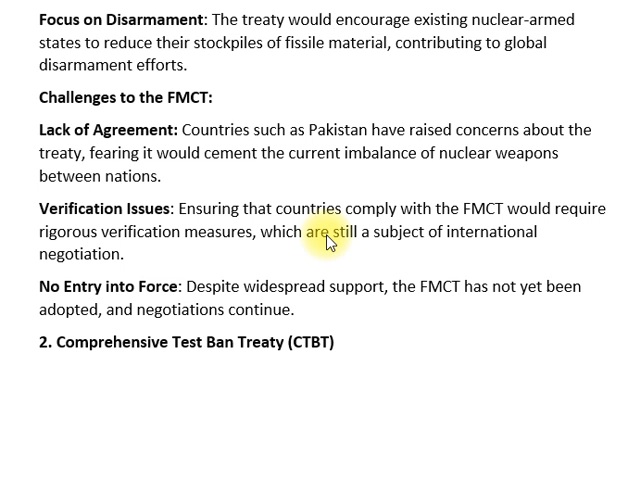 Focus on Disarmament: The treaty would encourage existing nuclear-armed
states to reduce their stockpiles of fissile material, contributing to global
disarmament efforts.
Challenges to the FMCT:
Lack of Agreement: Countries such as Pakistan have raised concerns about the
treaty, fearing it would cement the current imbalance of nuclear weapons
between nations.
Verification Issues: Ensuring that countries comply with the FMCT would require
rigorous verification measures, which are still a subject of international
negotiation.
No Entry into Force: Despite widespread support, the FMCT has not yet been
adopted, and negotiations continue.
2. Comprehensive Test Ban Treaty (CTBT)